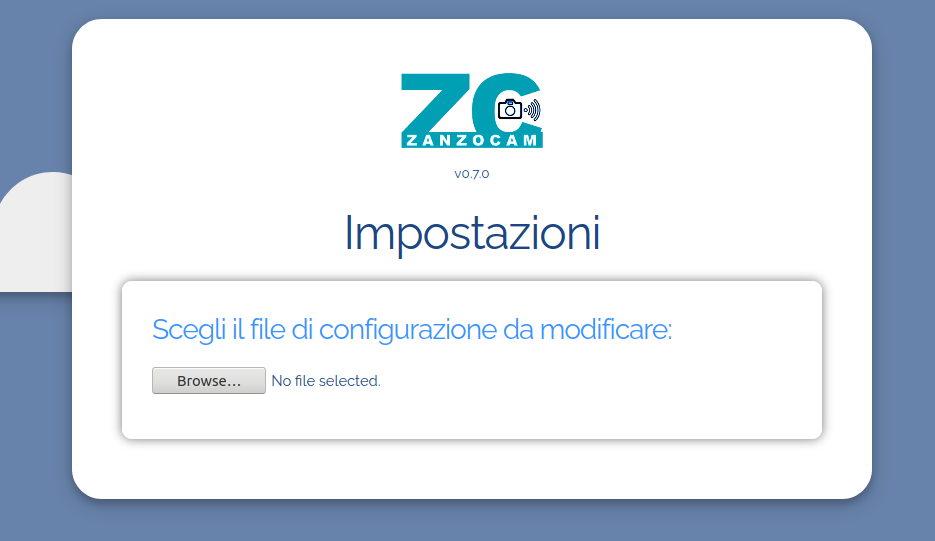 ZC
ZANZOCAM
v0.7.0
Impostazioni
Scegli il file di configurazione da modificare:
Browse... No file selected.